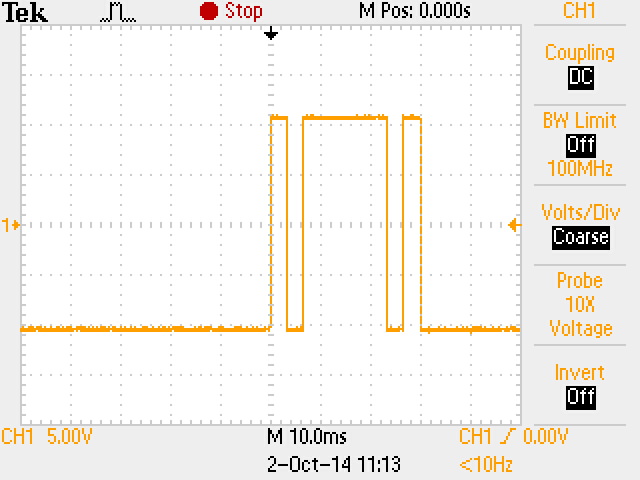 Tek Stop M Pos: 0.000s CH1
Coupling
DC
BW Limit
Off
100MHz
1
Volts/Div
Coarse
Probe
10X
Voltage
Invert
Off
CH1 5.00V M 10.0ms CH1 0.00V
2-Oct-14 11:13 <10Hz